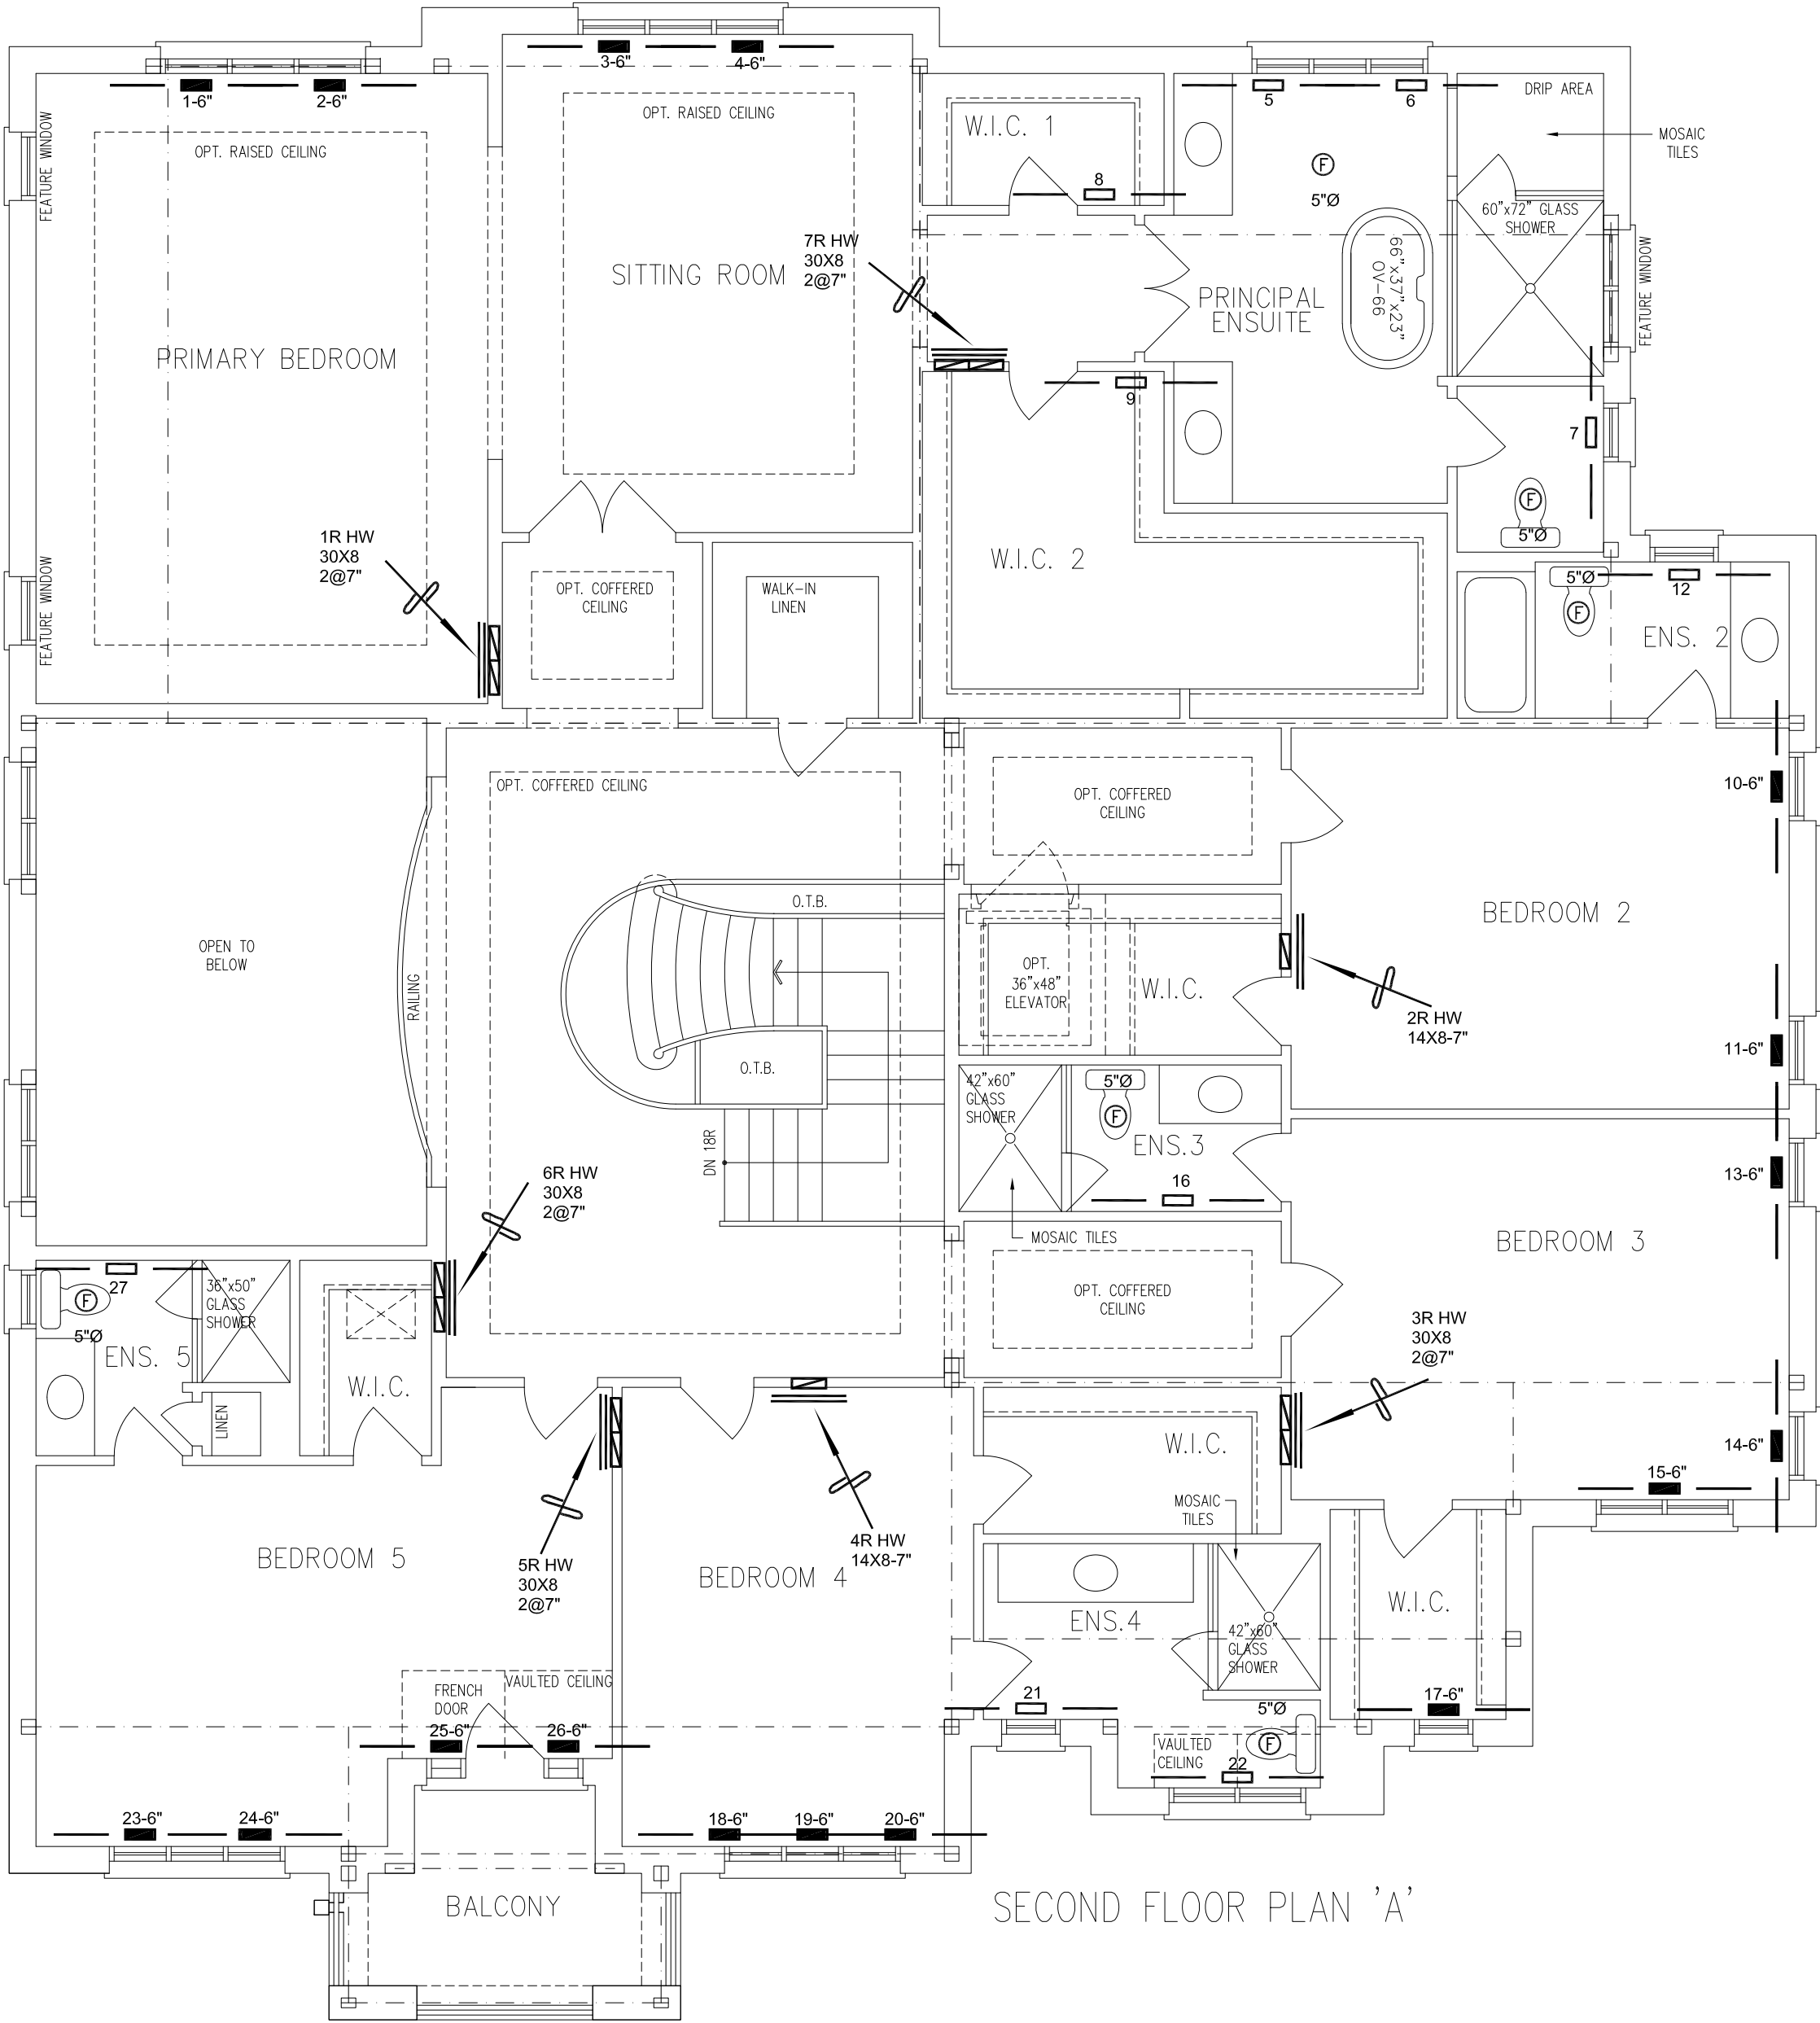 3-6"
4-6"
1-6"
2-6"
5
6
DRIP AREA
OPT. RAISED CEILING
OPT. RAISED CEILING
FEATURE WINDOW
W.I.C. 1
MOSAIC
TILES
F
5"Ø
8
60"x72" GLASS
SHOWER
7R HW
30X8
2@7"
SITTING ROOM
PRINCIPAL
ENSUITE
66"x37"x23"
OV-66
FEATURE WINDOW
PRIMARY BEDROOM
9
7
F
5"Ø
1R HW
30X8
2@7"
W.I.C. 2
FEATURE WINDOW
OPT. COFFERED
CEILING
WALK-IN
LINEN
5"Ø
F
12
ENS. 2
OPT. COFFERED CEILING
OPT. COFFERED
CEILING
10-6"
O.T.B.
BEDROOM 2
OPEN TO
BELOW
RAILING
OPT.
36"x48"
ELEVATOR
W.I.C.
2R HW
14X8-7"
11-6"
O.T.B.
42"x60"
GLASS
SHOWER
5"Ø
F
ENS.3
DN 18R
13-6"
6R HW
30X8
2@7"
16
MOSAIC TILES
BEDROOM 3
27
F
5"Ø
36"x50"
GLASS
SHOWER
ENS. 5
W.I.C.
OPT. COFFERED
CEILING
3R HW
30X8
2@7"
LINEN
W.I.C.
14-6"
15-6"
MOSAIC
TILES
BEDROOM 5
5R HW
30X8
2@7"
BEDROOM 4
4R HW
14X8-7"
ENS.4
42"x60"
GLASS
SHOWER
W.I.C.
FRENCH
DOOR
VAULTED CEILING
21
5"Ø
17-6"
25-6"
26-6"
VAULTED
CEILING
F
22
23-6"
24-6"
18-6"
19-6"
20-6"
BALCONY
SECOND FLOOR PLAN 'A'